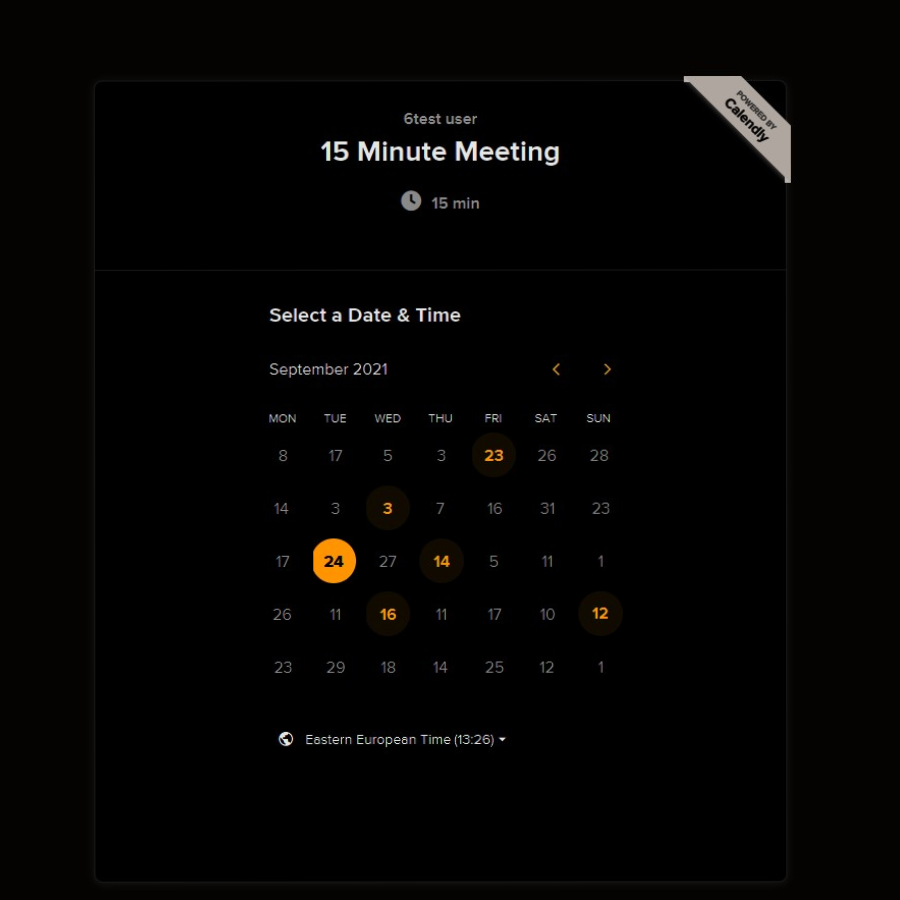 POWERED BY
Calendly
6test user
15 Minute Meeting
15 min
Select a Date & Time
September 2021
MON TUE WED THU FRI SAT SUN
8 17 5 3 23 26 28
14 3 3 7 16 31 23
17 24 27 14 5 11 1
26 11 16 11 17 10 12
23 29 18 14 25 12 1
Eastern European Time (13:26)